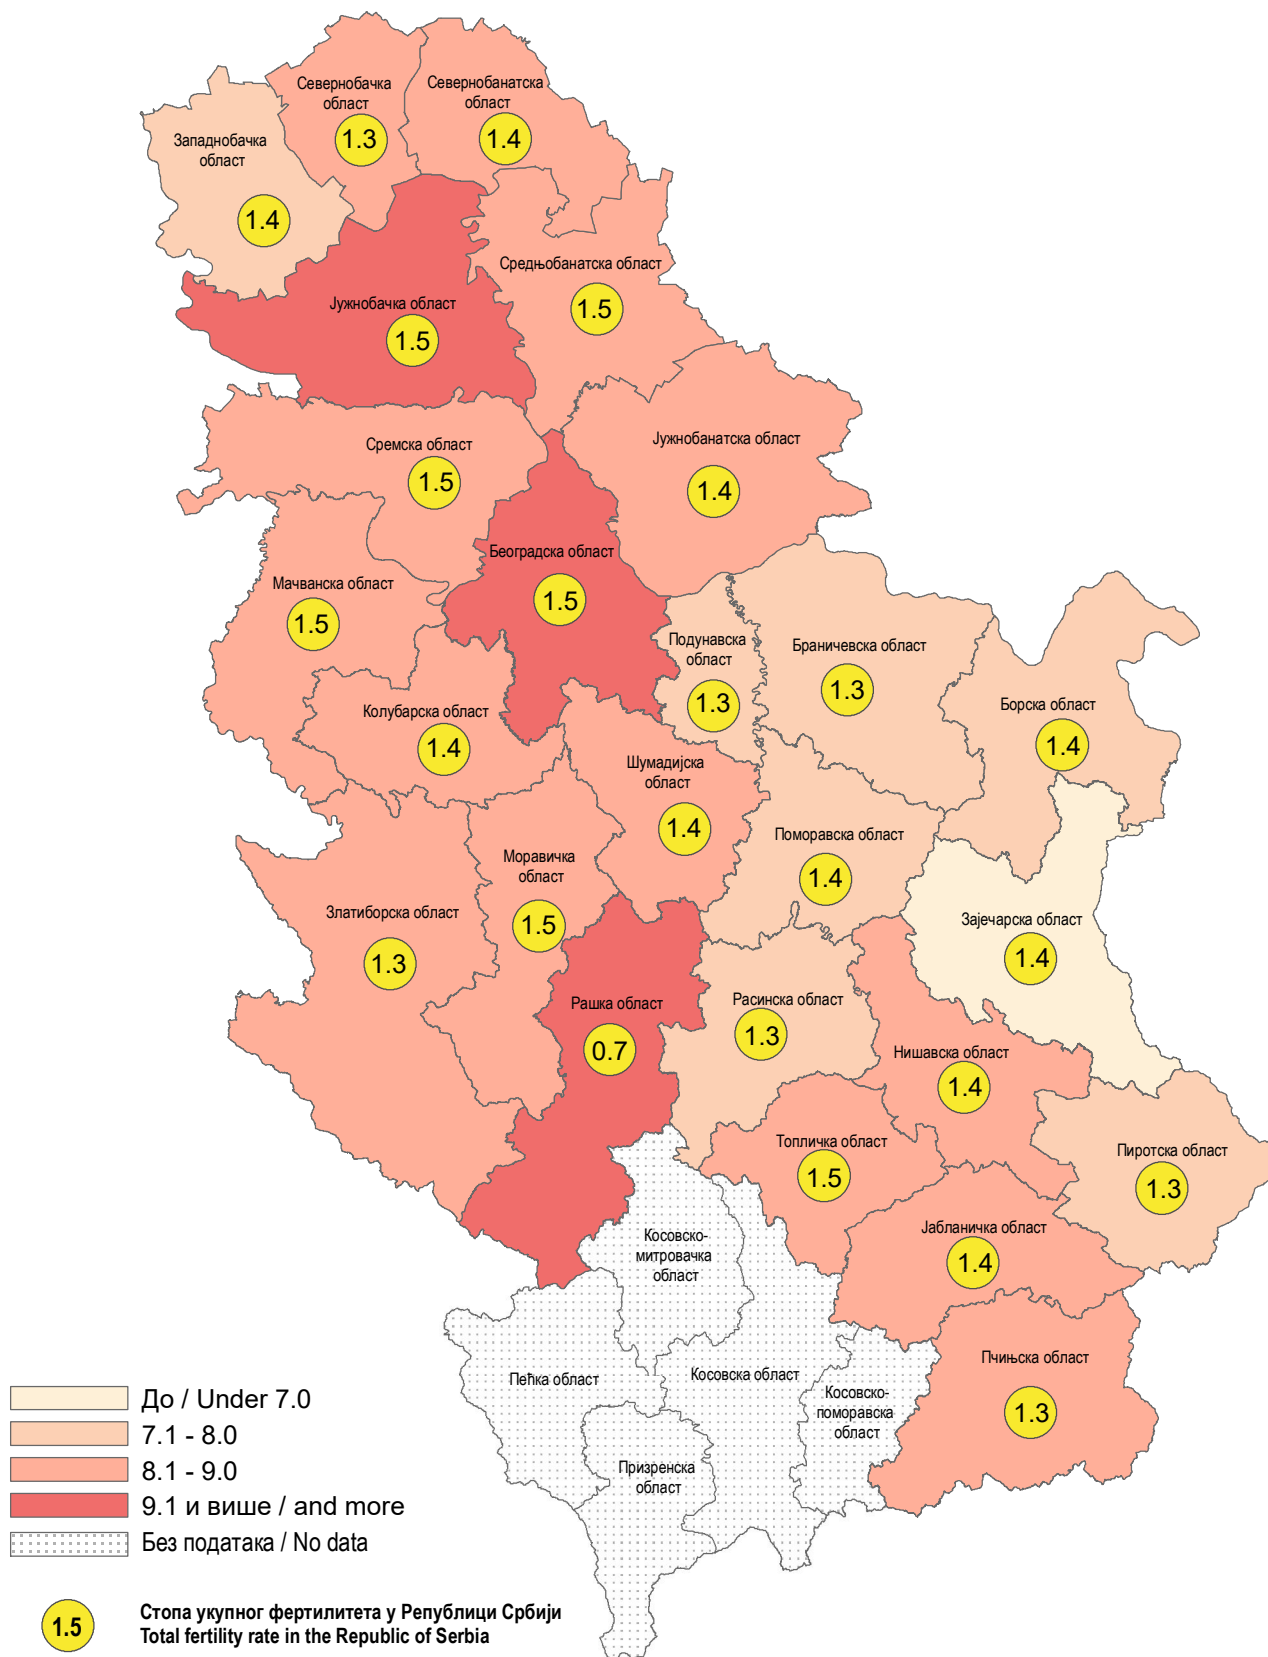 Севернобачка
област
1.3
Севернобанатска
област
1.4
Западнобачка
област
1.4
Јужнобачка област
1.5
Средњобанатска област
1.5
Сремска област
1.5
Јужнобанатска област
1.4
Београдска област
1.5
Мачванска област
1.5
Подунавска
област
1.3
Браничевска област
1.3
Борска област
1.4
Колубарска област
1.4
Шумадијска
област
1.4
Поморавска област
1.4
Моравичка
област
1.5
Златиборска област
1.3
Зајечарска област
1.4
Рашка област
0.7
Расинска област
1.3
Нишавска област
1.4
Топличка област
1.5
Пиротска област
1.3
Јабланичка област
1.4
Косовско-
митровачка
област
Пећка област
Косовска област
Косовско-
поморавска
област
Призренска
област
Пчињска област
1.3
До / Under 7.0
7.1 - 8.0
8.1 - 9.0
9.1 и више / and more
Без података / No data
1.5
Стопа укупног фертилитета у Републици Србији
Total fertility rate in the Republic of Serbia